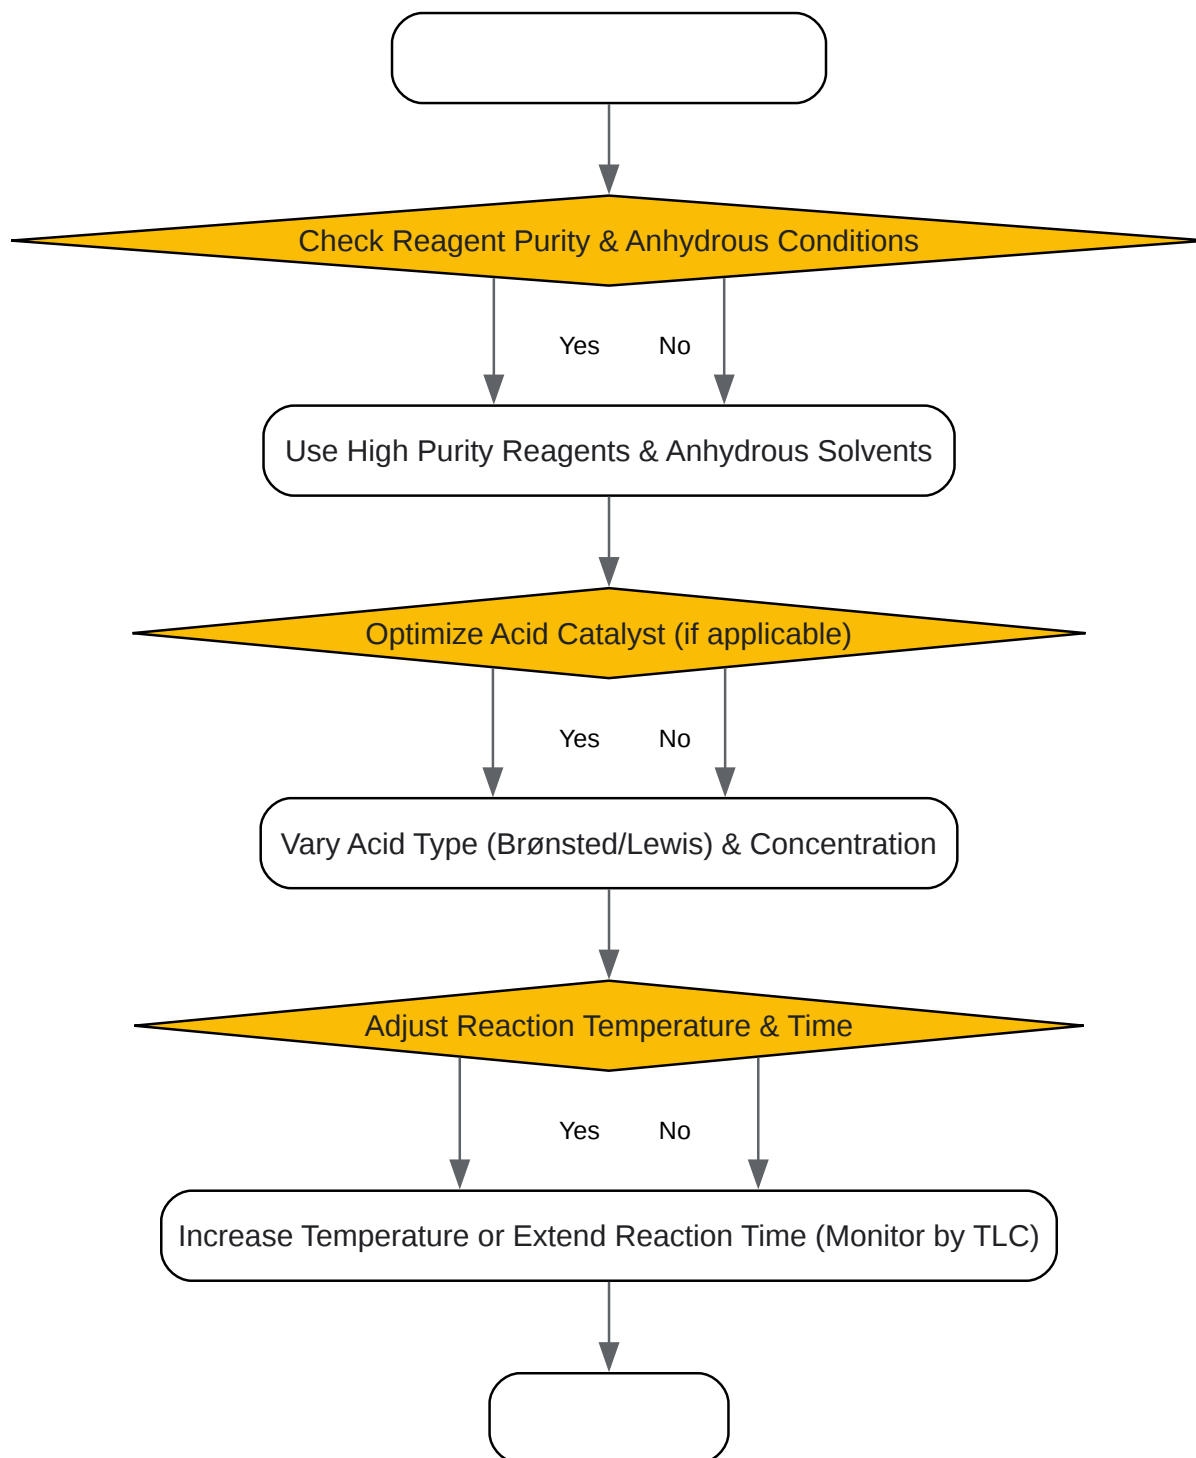 Check Reagent Purity & Anhydrous Conditions
Yes No
Use High Purity Reagents & Anhydrous Solvents
Optimize Acid Catalyst (if applicable)
Yes No
Vary Acid Type (Brønsted/Lewis) & Concentration
Adjust Reaction Temperature & Time
Yes No
Increase Temperature or Extend Reaction Time (Monitor by TLC)